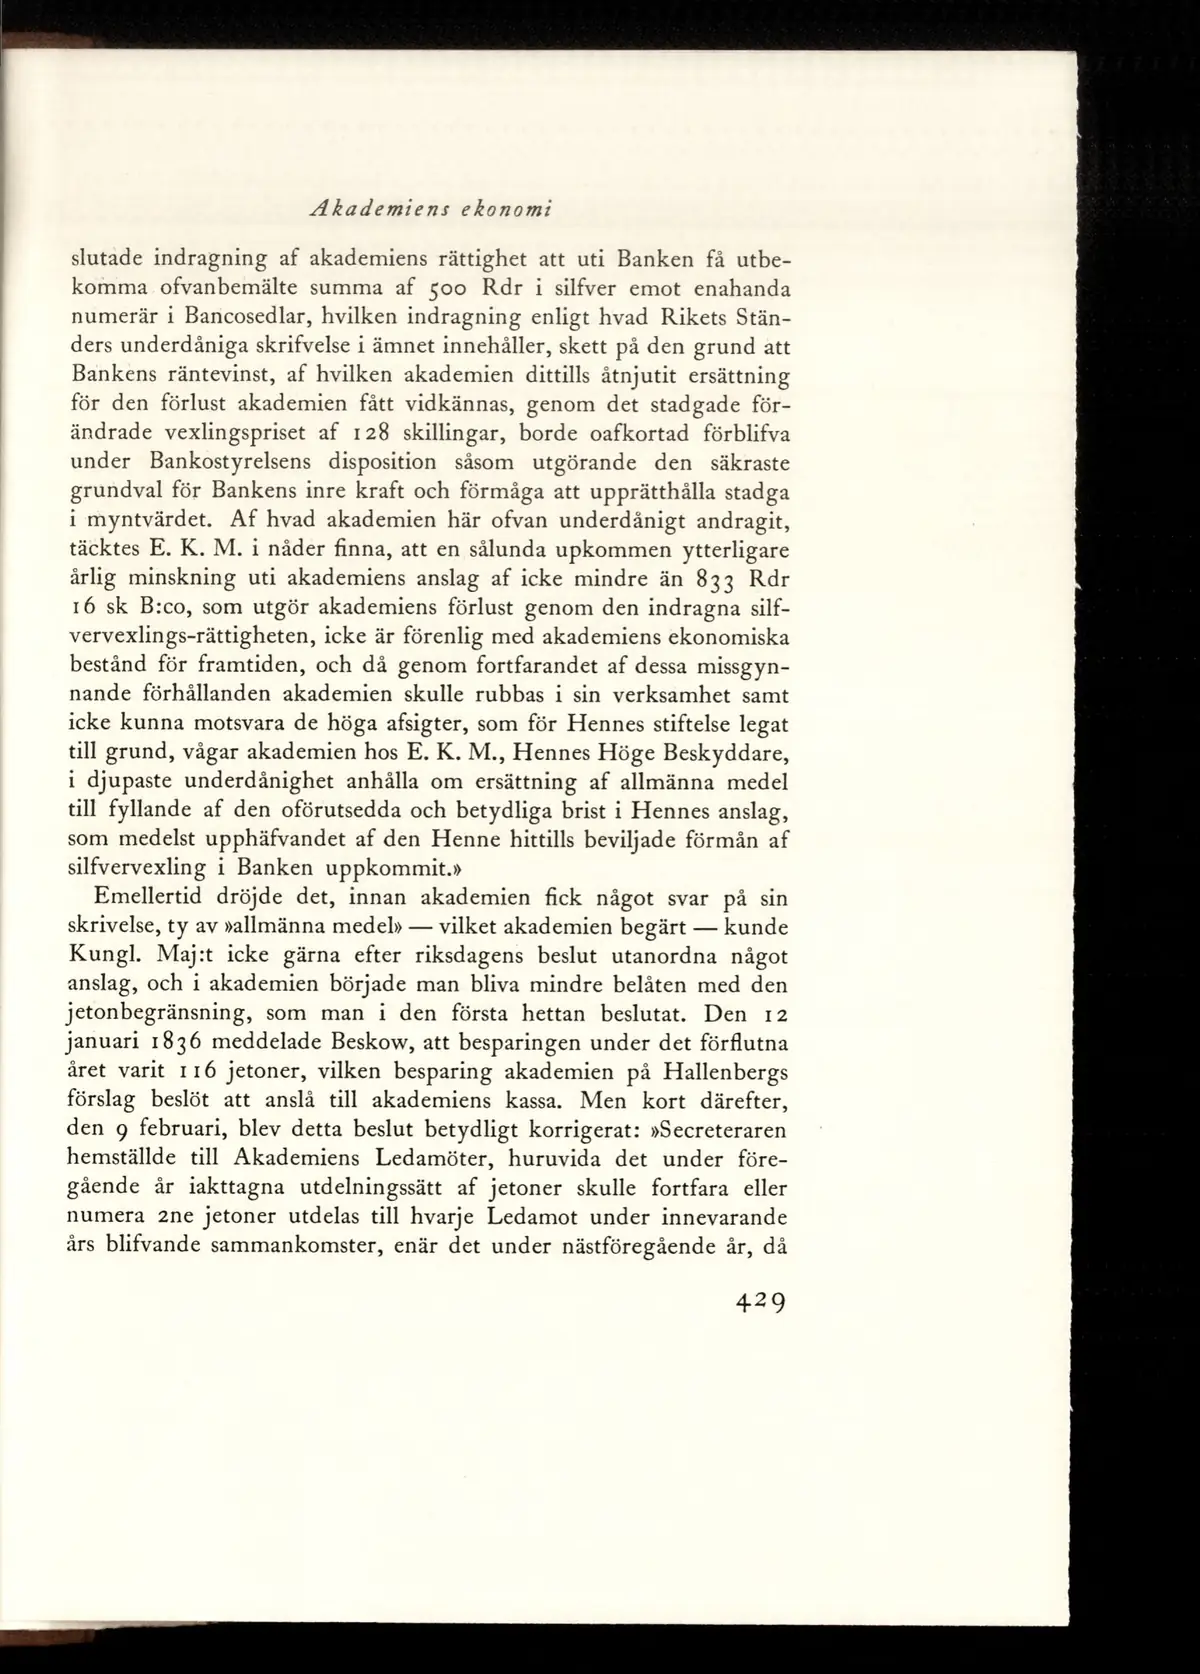 Akademiens ekonomi
slutade indragning af akademiens rättighet att uti Banken få utbe-
komma ofvanbemälte summa af 500 Rdr i silfver emot enahanda
numerär i Bancosedlar, hvilken indragning enligt hvad Rikets Stän-
ders underdåniga skrifvelse i ämnet innehåller, skett på den grund att
Bankens räntevinst, af hvilken akademien dittills åtnjutit ersättning
för den förlust akademien fått vidkännas, genom det stadgade för-
ändrade vexlingspriset af 128 skillingar, borde oafkortad förblifva
under Bankostyrelsens disposition såsom utgörande den säkraste
grundval för Bankens inre kraft och förmåga att upprätthålla stadga
i myntvärdet. Af hvad akademien här ofvan underdånigt andragit,
täcktes E. K. M. i nåder finna, att en sålunda upkommen ytterligare
årlig minskning uti akademiens anslag af icke mindre än 833 Rdr
16 sk B:co, som utgör akademiens förlust genom den indragna silf-
vervexlings-rättigheten, icke är förenlig med akademiens ekonomiska
bestånd för framtiden, och då genom fortfarandet af dessa missgyn-
nande förhållanden akademien skulle rubbas i sin verksamhet samt
icke kunna motsvara de höga afsigter, som för Hennes stiftelse legat
till grund, vågar akademien hos E. K. M., Hennes Höge Beskyddare,
i djupaste underdånighet anhålla om ersättning af allmänna medel
till fyllande af den oförutsedda och betydliga brist i Hennes anslag,
som medelst upphäfvandet af den Henne hittills beviljade förmån af
silfvervexling i Banken uppkommit.»
Emellertid dröjde det, innan akademien fick något svar på sin
skrivelse, ty av »allmänna medel» — vilket akademien begärt — kunde
Kungl. Maj:t icke gärna efter riksdagens beslut utanordna något
anslag, och i akademien började man bliva mindre belåten med den
jetonbegränsning, som man i den första hettan beslutat. Den 12
januari 1836 meddelade Beskow, att besparingen under det förflutna
året varit 116 jetoner, vilken besparing akademien på Hallenbergs
förslag beslöt att anslå till akademiens kassa. Men kort därefter,
den 9 februari, blev detta beslut betydligt korrigerat: »Secreteraren
hemställde till Akademiens Ledamöter, huruvida det under före-
gående år iakttagna utdelningssätt af jetoner skulle fortfara eller
numera 2ne jetoner utdelas till hvarje Ledamot under innevarande
års blifvande sammankomster, enär det under nästföregående år, då
429